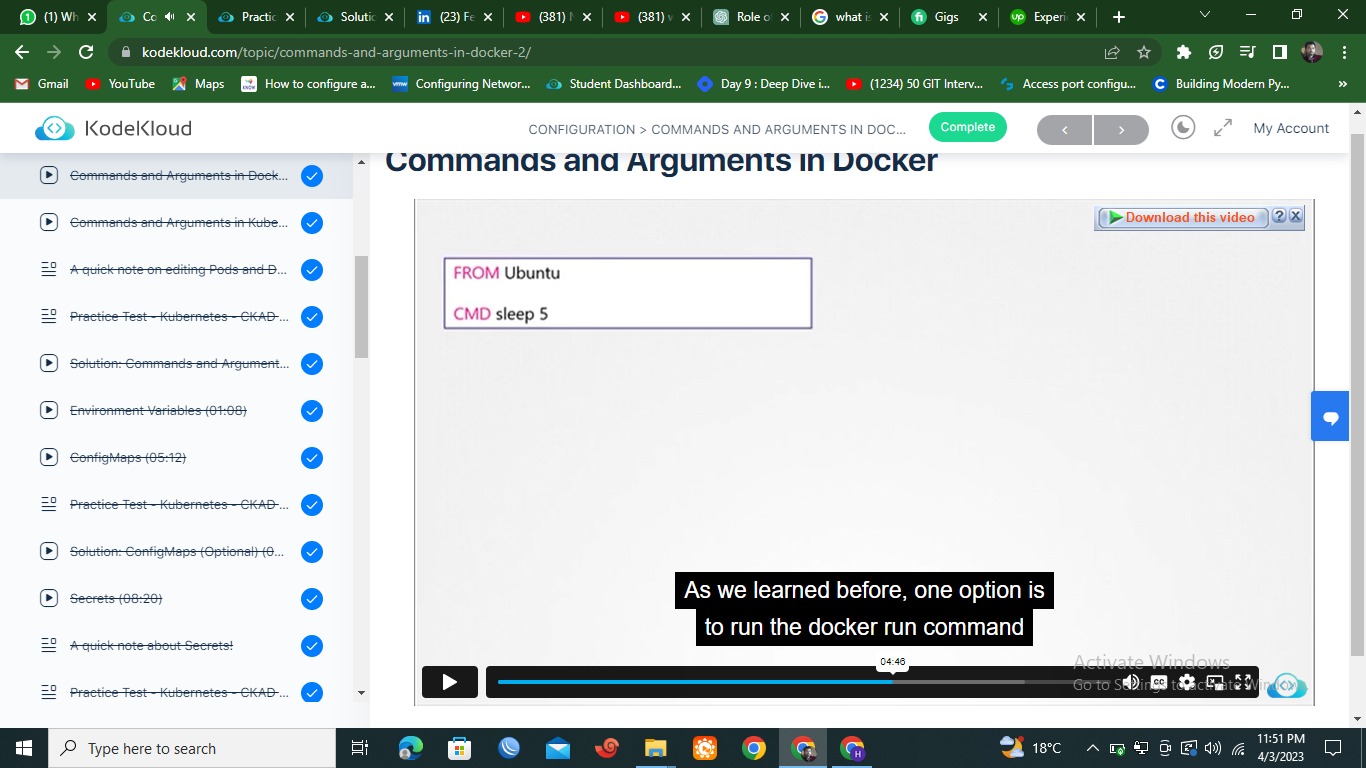 (1) Wh
Cc
Practic
Solutic
in (23) Fe
(381)
(381)
Role o
what i
fi Gigs
up Experi
kodekloud.com/topic/commands-and-arguments-in-docker-2/
Gmail
YouTube
Maps
How to configure a...
vmw Configuring Networ...
Student Dashboard...
Day 9 : Deep Dive i...
(1234) 50 GIT Interv...
Access port configu...
Building Modern Py...
»
KodeKloud
CONFIGURATION > COMMANDS AND ARGUMENTS IN DOC...
Complete
< >
My Account
Commands and Arguments in Dock...
Commands and Arguments in Kube...
A quick note on editing Pods and D...
Practice Test - Kubernetes - CKAD ...
Solution: Commands and Argument...
Environment Variables (01:08)
ConfigMaps (05:12)
Practice Test - Kubernetes - CKAD ...
Solution: ConfigMaps (Optional) (0...
Secrets (08:20)
A quick note about Secrets!
Practice Test - Kubernetes - CKAD ...
Commands and Arguments in Docker
Download this video ? X
FROM Ubuntu
CMD sleep 5
As we learned before, one option is
to run the docker run command
04:46
CC
Activate Windows
Go to Se
Type here to search
H
18°C
11:51 PM
4/3/2023